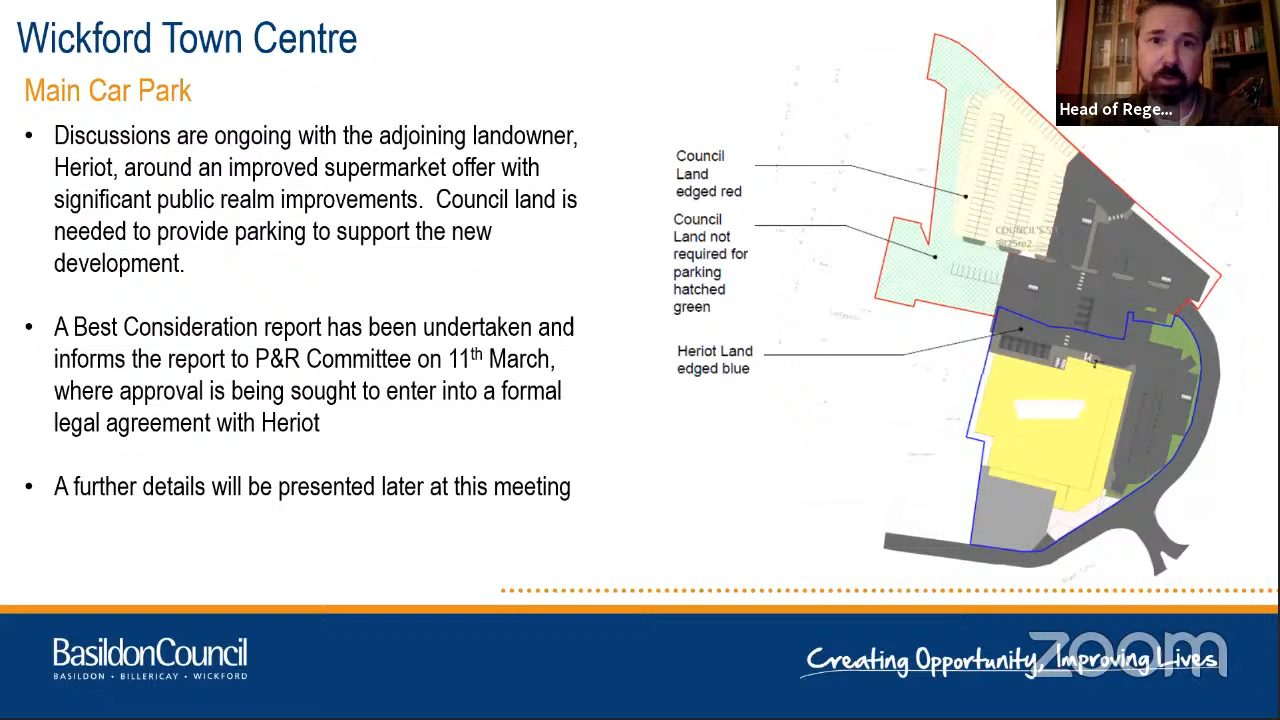 Wickford Town Centre
Main Car Park
• Discussions are ongoing with the adjoining landowner,
Heriot, around an improved supermarket offer with
significant public realm improvements. Council land is
needed to provide parking to support the new
development.
• A Best Consideration report has been undertaken and
informs the report to P&R Committee on 11th March,
where approval is being sought to enter into a formal
legal agreement with Heriot
• A further details will be presented later at this meeting
Council
Land
edged red
Council
Land not
required for
parking
hatched
green
Heriot Land
edged blue
COUNCIL'S
9825m2
Head of Rege...
BasildonCouncil
BASILDON • BILLERICAY • WICKFORD
Creating Opportunity, Improving Lives
zoom